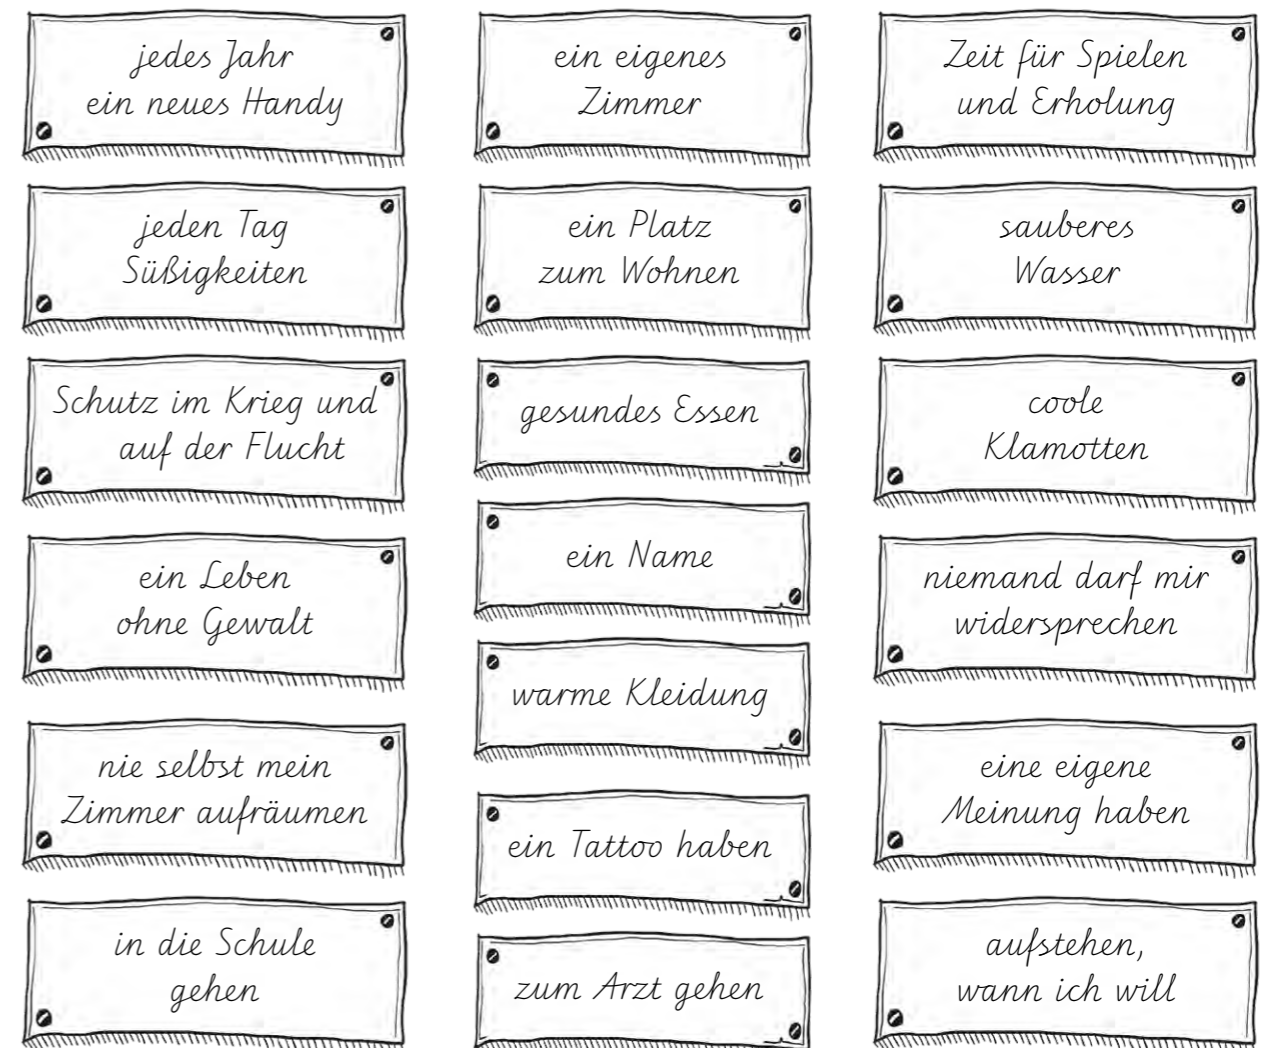 jedes Jahr
ein neues Handy
jeden Tag
Süßigkeiten
Schutz im Krieg und
auf der Flucht
ein Leben
ohne Gewalt
nie selbst mein
Zimmer aufräumen
in die Schule
gehen
ein eigenes
Zimmer
ein Platz
zum Wohnen
gesundes Essen
ein Name
warme Kleidung
ein Tattoo haben
zum Arzt gehen
Zeit für Spielen
und Erholung
sauberes
Wasser
coole
Klamotten
niemand darf mir
widersprechen
eine eigene
Meinung haben
aufstehen,
wann ich will